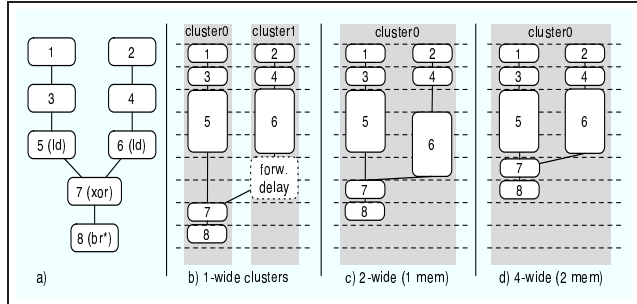 cluster0 cluster1 cluster0 cluster0
1 2 1 2 1 2 1 2
3 4 3 4 3 4
3 4 5 6 5 6 5 6
5 (ld) 6 (ld)
forw. delay
7 (xor) 7 7 7
8 (br*) 8 8 8
a) b) 1-wide clusters c) 2-wide (1 mem) d) 4-wide (2 mem)